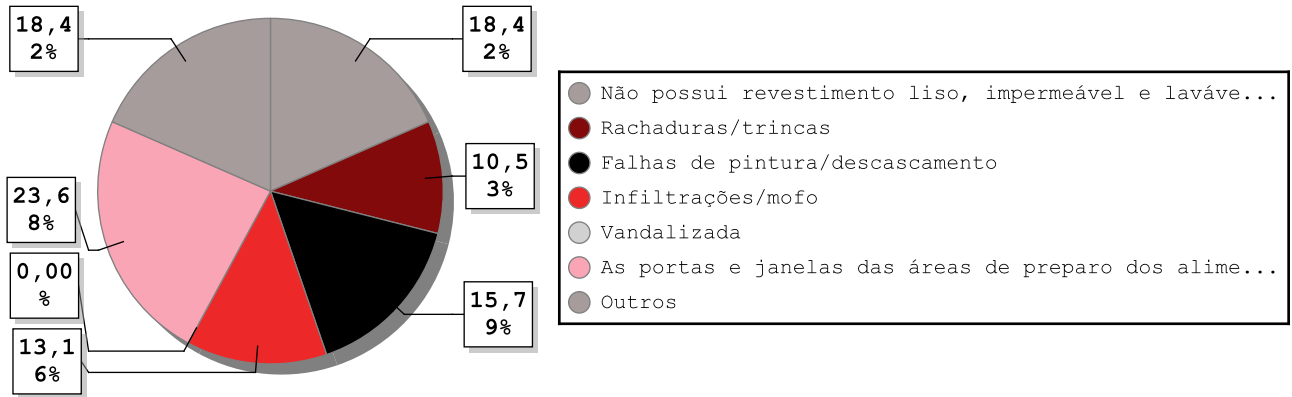 18,4
2%
18,4
2%
10,5
3%
23,6
8%
0,00
%
15,7
9%
13,1
6%
Não possui revestimento liso, impermeável e laváve...
Rachaduras/trincas
Falhas de pintura/descascamento
Infiltrações/mofo
Vandalizada
As portas e janelas das áreas de preparo dos alime...
Outros